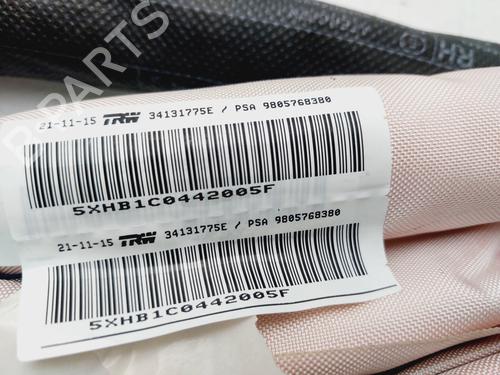 B-PARTS
RH
21-11-15 TRW 34131775E / PSA 9805768380
5XHB1C0442005F
21-11-15 TRW 34131775E / PSA 9805768380
5XHB1C0442005F